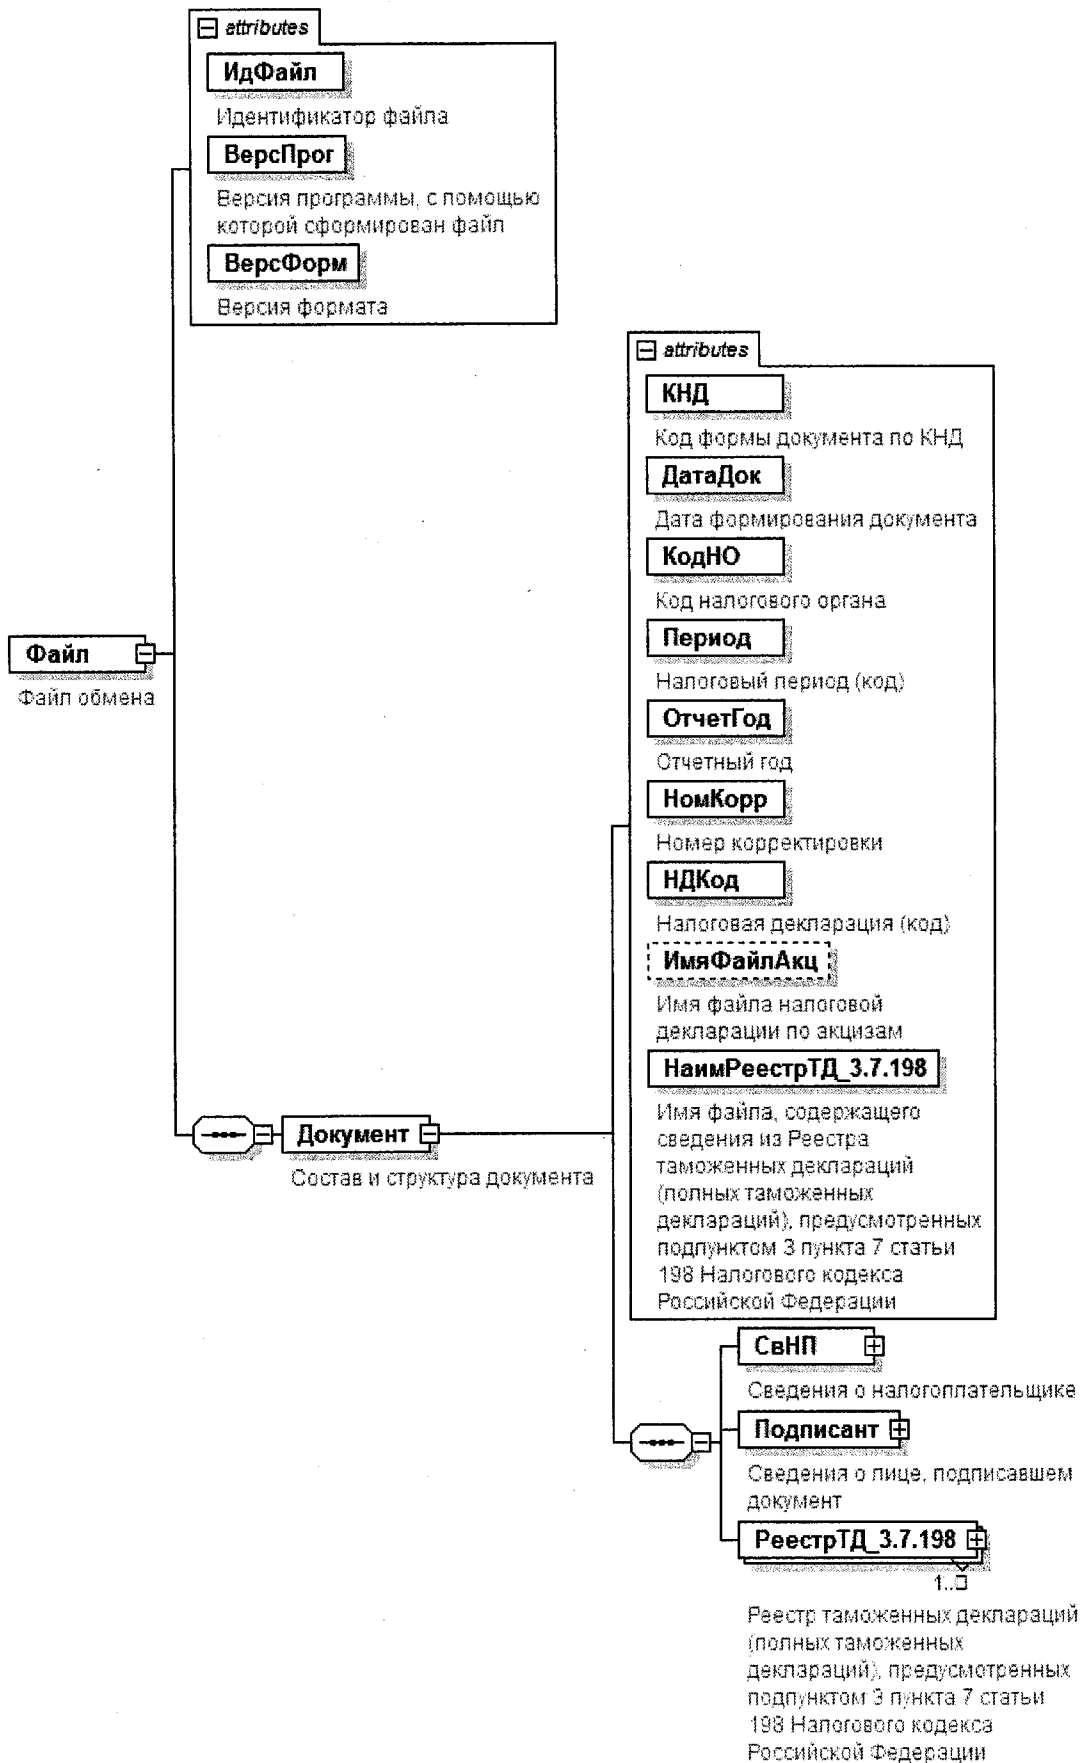 attributes
ИдФайл
Идентификатор файла
ВерсПрог
Версия программы, с помощью
которой сформирован файл
ВерсФорм
Версия формата
Файл
Файл обмена
attributes
КНД
Код формы документа по КНД
ДатаДок
Дата формирования документа
КодНО
Код налогового органа
Период
Налоговый период (код)
ОтчетГод
Отчетный год
НомКорр
Номер корректировки
НДКод
Налоговая декларация (код)
ИмяФайлАкц
Имя файла налоговой
декларации по акцизам
НаимРеестрТД_3.7.198
Имя файла, содержащего
сведения из Реестра
таможенных деклараций
(полных таможенных
деклараций), предусмотренных
подпунктом 3 пункта 7 статьи
198 Налогового кодекса
Российской Федерации
Документ
Состав и структура документа
СвНП
Сведения о налогоплательщике
Подписант
Сведения о лице, подписавшем
документ
РеестрТД_3.7.198
1..
Реестр таможенных деклараций
(полных таможенных
деклараций), предусмотренных
подпунктом 3 пункта 7 статьи
198 Налогового кодекса
Российской Федерации